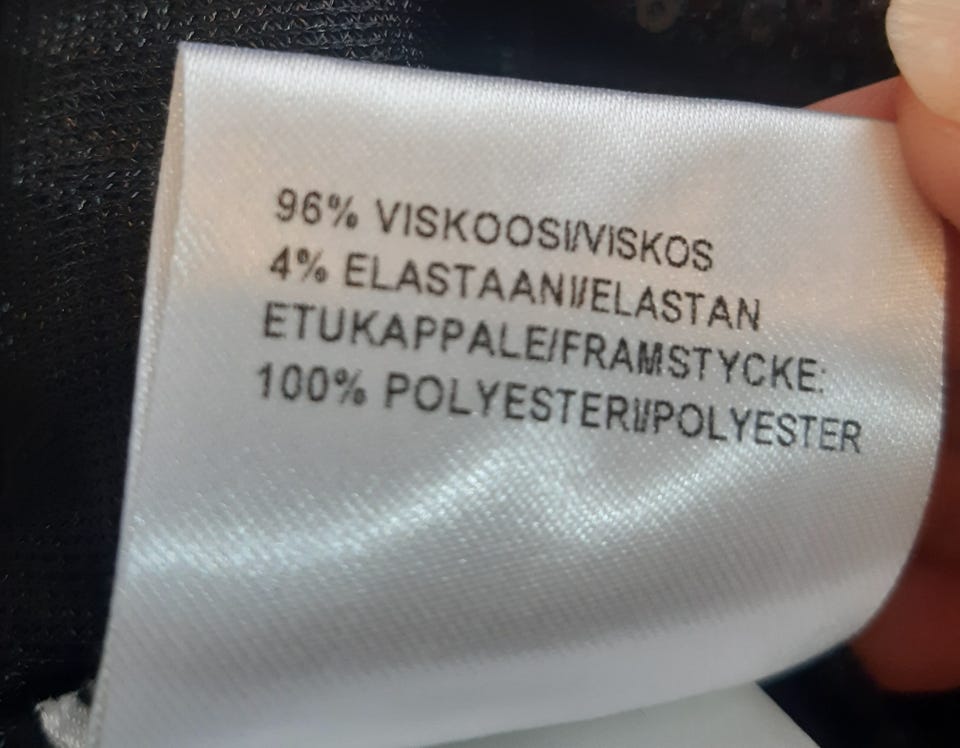 96% VISKOOSI/VISKOS
4% ELASTAANI/ELASTAN
ETUKAPPALE/FRAMSTYCKE:
100% POLYESTERI/POLYESTER